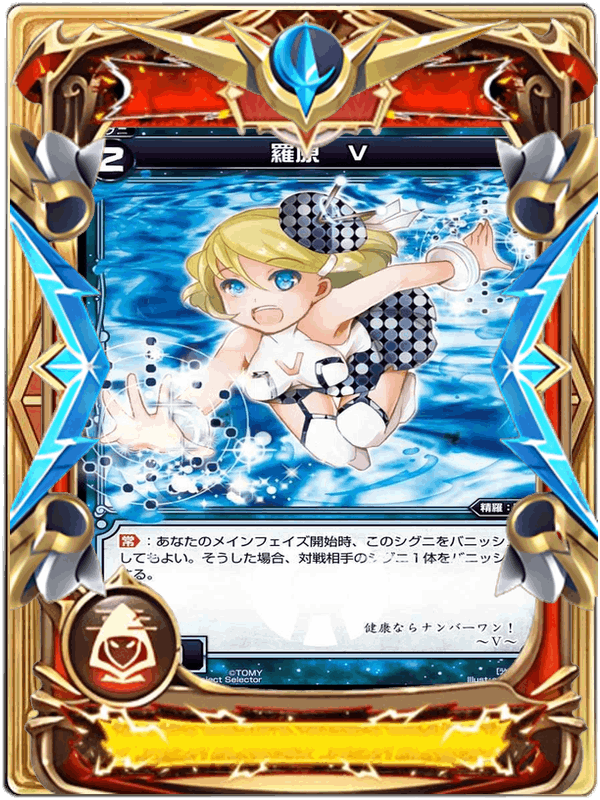 2
羅原 V
V
精羅:
常:あなたのメインフェイズ開始時、このシグニをバニッシ
してもよい。そうした場合、対戦相手のシグニ1体をバニッシ
する。
健康ならナンバーワン!
~V~
©TOMY
lect Selector
Illust